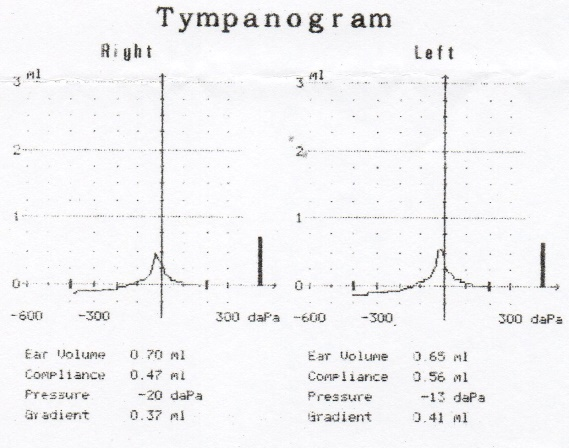 Tympanogram
Right
Left
3 ml
2
1
0
-600 -300 300 daPa
3 ml
2
1
0
-600 -300 300 daPa
Ear Volume 0.70 ml
Compliance 0.47 ml
Pressure -20 daPa
Gradient 0.37 ml
Ear Volume 0.65 ml
Compliance 0.56 ml
Pressure -13 daPa
Gradient 0.41 ml